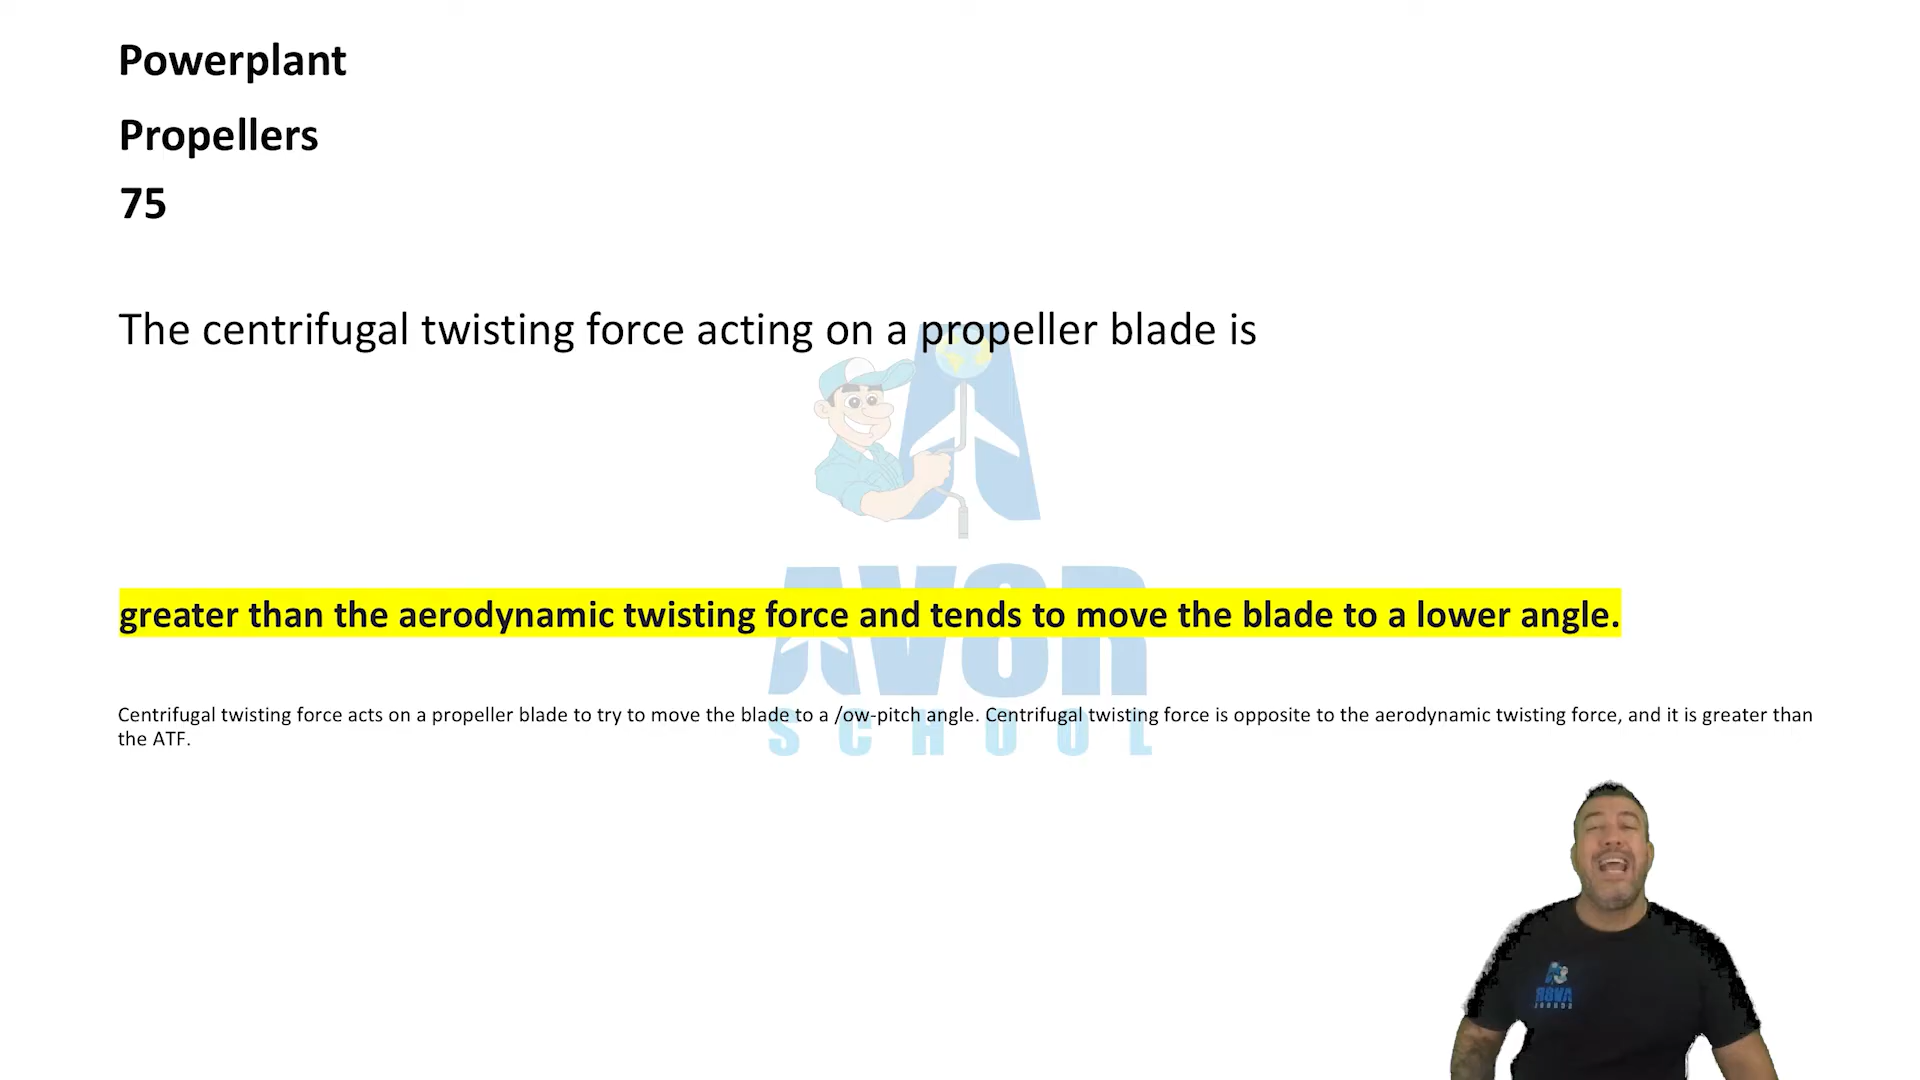 Powerplant
Propellers
75
The centrifugal twisting force acting on a propeller blade is
greater than the aerodynamic twisting force and tends to move the blade to a lower angle.
AV8R
Centrifugal twisting force acts on a propeller blade to try to move the blade to a /ow-pitch angle. Centrifugal twisting force is opposite to the aerodynamic twisting force, and it is greater than
the ATF.
SCHOOL